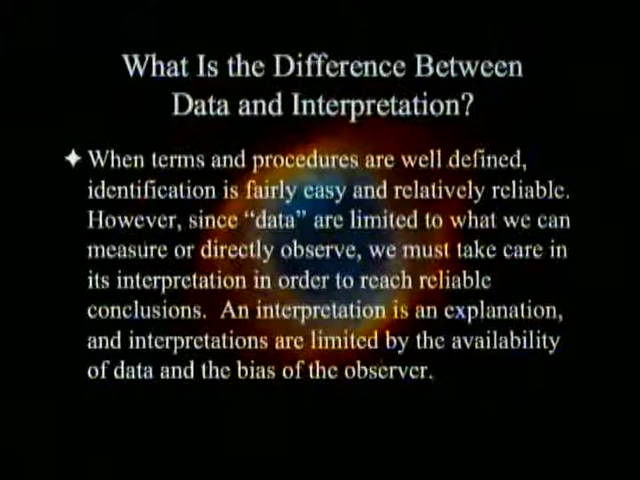 What Is the Difference Between
Data and Interpretation?
When terms and procedures are well defined,
identification is fairly easy and relatively reliable.
However, since “data” are limited to what we can
measure or directly observe, we must take care in
its interpretation in order to reach reliable
conclusions. An interpretation is an explanation,
and interpretations are limited by the availability
of data and the bias of the observer.